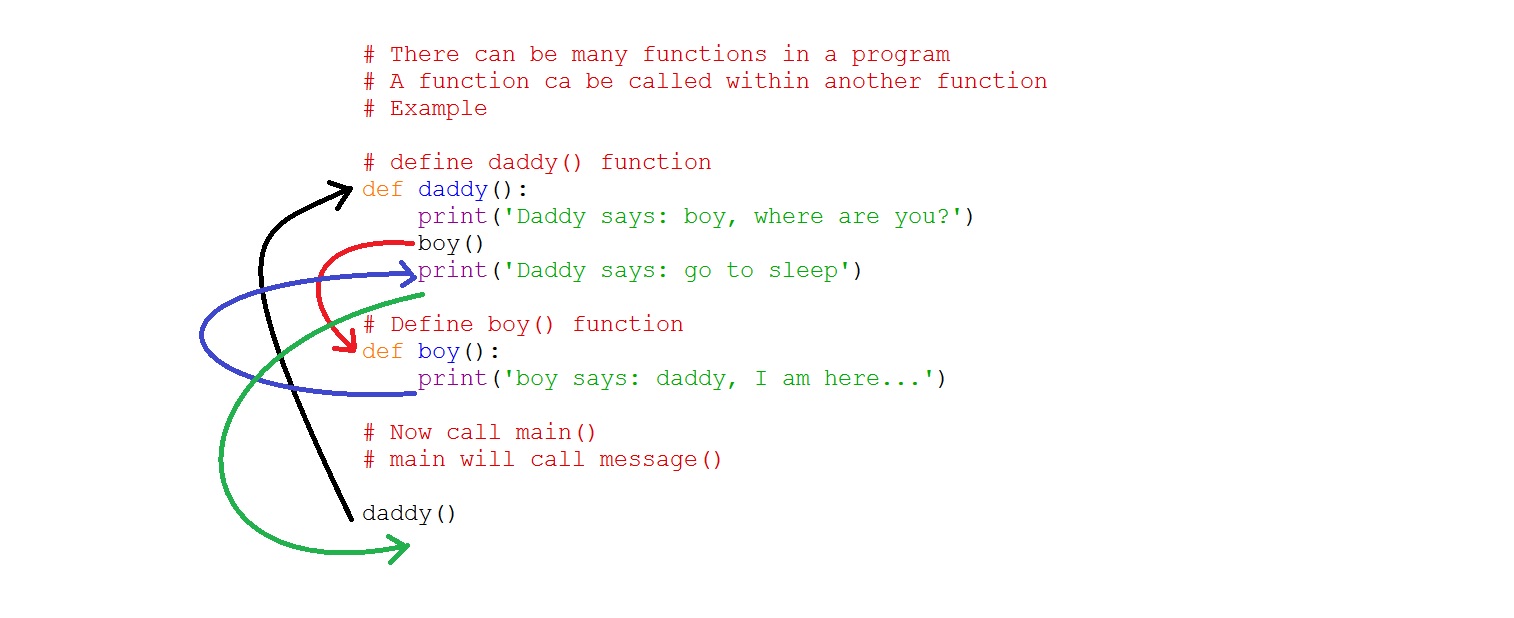 # There can be many functions in a program
# A function ca be called within another function
# Example
# define daddy() function
def daddy():
    print('Daddy says: boy, where are you?')
    boy()
    print('Daddy says: go to sleep')
# Define boy() function
def boy():
    print('boy says: daddy, I am here...')
# Now call main()
# main will call message()
daddy()